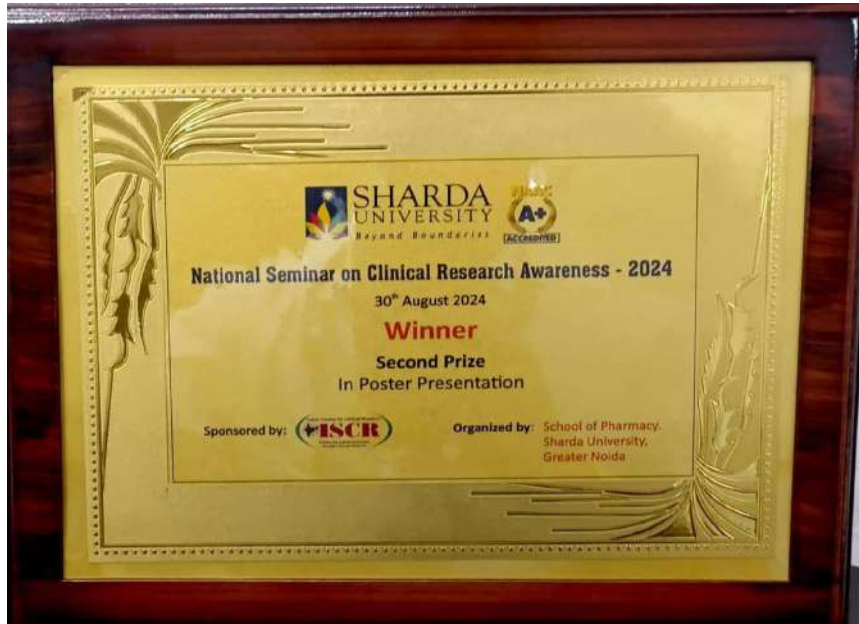 SHARDA
UNIVERSITY
Beyond Boundaries
NAAC
A+
ACCREDITED
National Seminar on Clinical Research Awareness - 2024
30th August 2024
Winner
Second Prize
In Poster Presentation
Sponsored by:
ISCR
Organized by: School of Pharmacy.
Sharda University,
Greater Noida